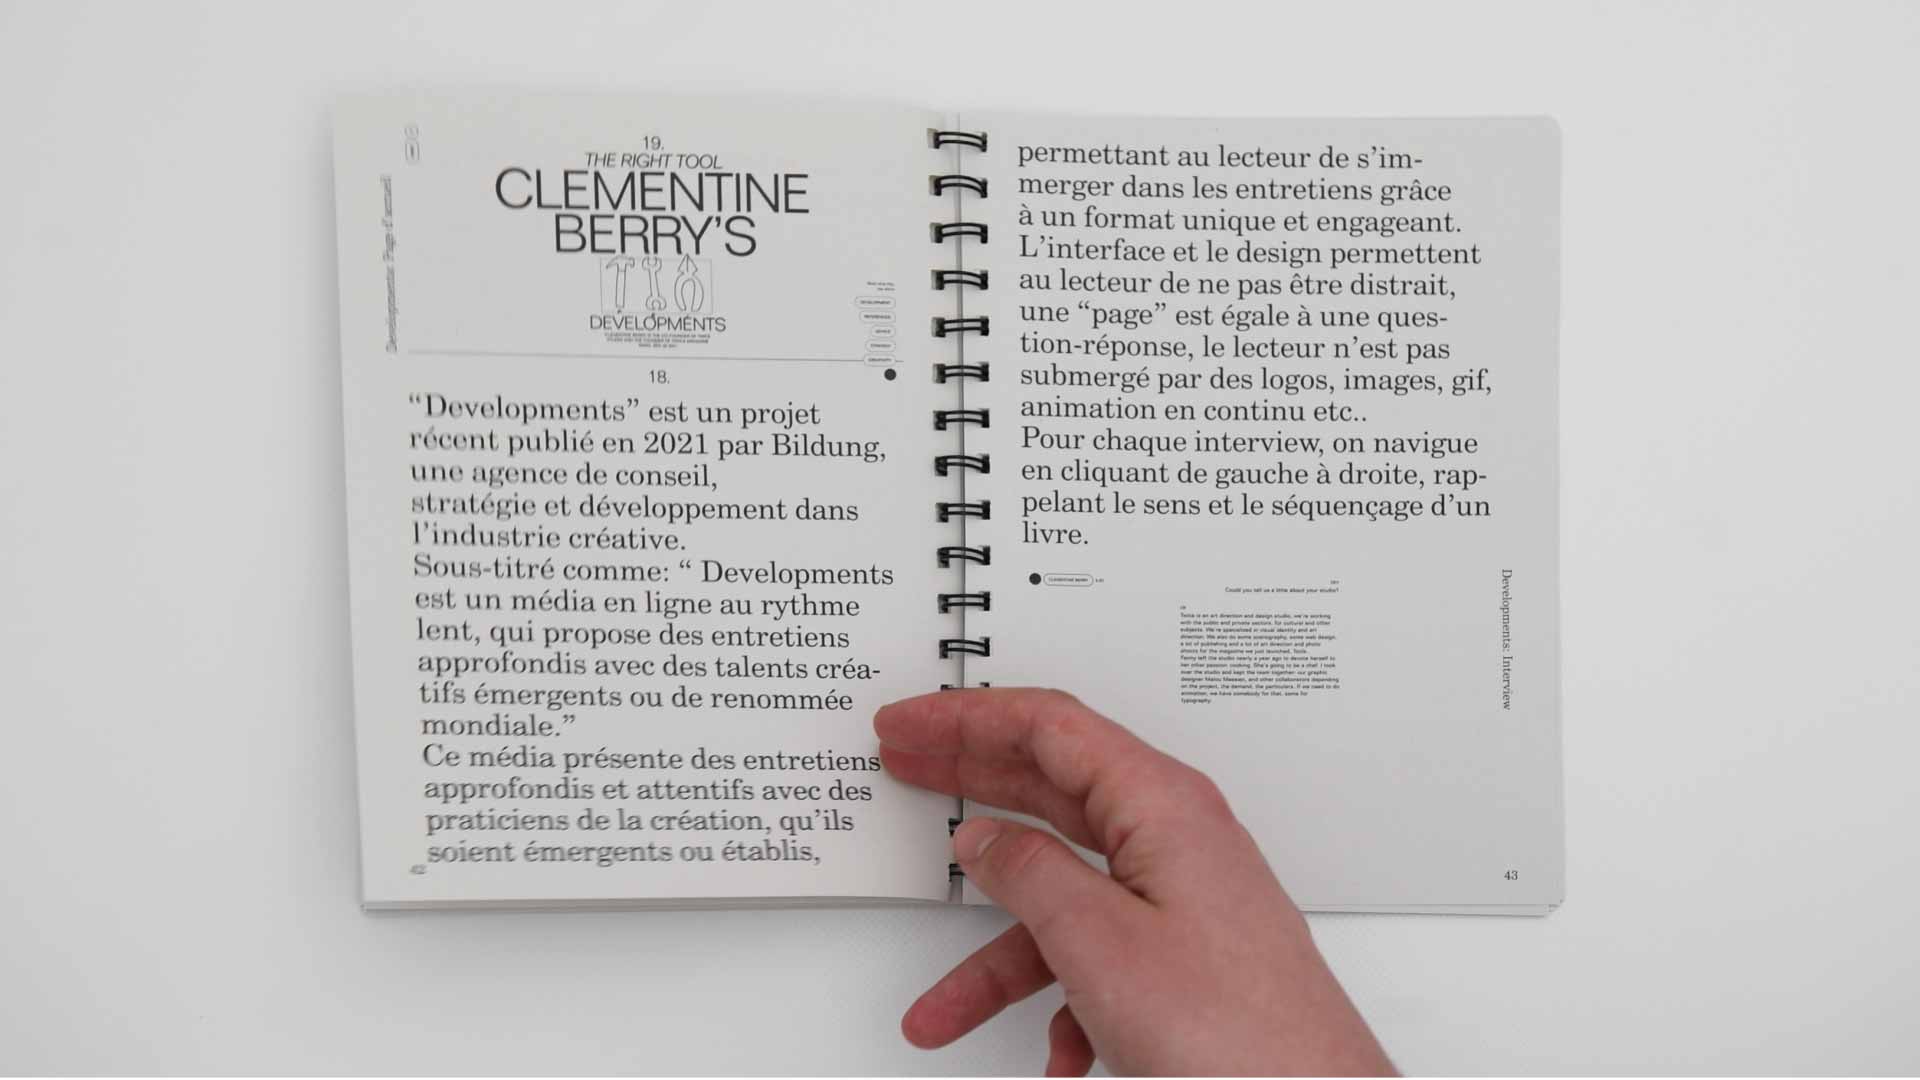 Developments: Page d'accueil
19.
THE RIGHT TOOL
CLEMENTINE
BERRY'S
DEVELOPMENTS
DEVELOPMENT
REFERENCES
ADVICE
STRATEGY
CREATIVITY
18.
“Developments” est un projet
récent publié en 2021 par Bildung,
une agence de conseil,
stratégie et développement dans
l’industrie créative.
Sous-titré comme: “ Developments
est un média en ligne au rythme
lent, qui propose des entretiens
approfondis avec des talents créa-
tifs émergents ou de renommée
mondiale.”
Ce média présente des entretiens
approfondis et attentifs avec des
praticiens de la création, qu’ils
soient émergents ou établis,
42
permettant au lecteur de s’im-
merger dans les entretiens grâce
à un format unique et engageant.
L’interface et le design permettent
au lecteur de ne pas être distrait,
une “page” est égale à une ques-
tion-réponse, le lecteur n’est pas
submergé par des logos, images, gif,
animation en continu etc..
Pour chaque interview, on navigue
en cliquant de gauche à droite, rap-
pelant le sens et le séquençage d’un
livre.
CLEMENTINE BERRY
Could you tell us a little about your studio?
Twice is an art direction and design studio, we're working
with the public and private sectors, for cultural and other
subjects. We're specialized in visual identity and art
direction. We also do some scenography, some web design,
a lot of publishing and a lot of art direction and photo
shoots for the magazine we just launched, Tools.
Fanny left the studio nearly a year ago to devote herself to
her other passion: cooking. She's going to be a chef. I took
over the studio and kept the team together: our graphic
designer Manou Messien, and other collaborators depending
on the project, the demand, the particulars. If we need to do
animation, we have somebody for that, same for
typography.
Developments: Interview
43